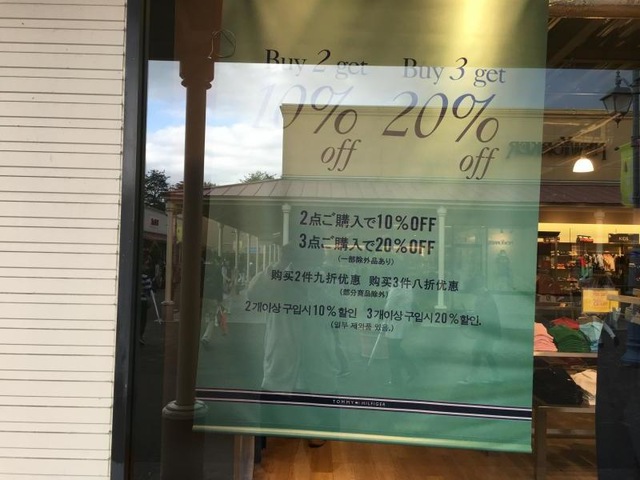 Buy 2 get Buy 3 get
10% 20%
off off
2点ご購入で10%OFF
3点ご購入で20%OFF
(一部除外品あり)
购买2件九折优惠 购买3件八折优惠
(部分商品除外)
2개이상 구입시 10% 할인 3개이상 구입시 20% 할인.
(일부 제외품 있음.)
TOMMY HILFIGER